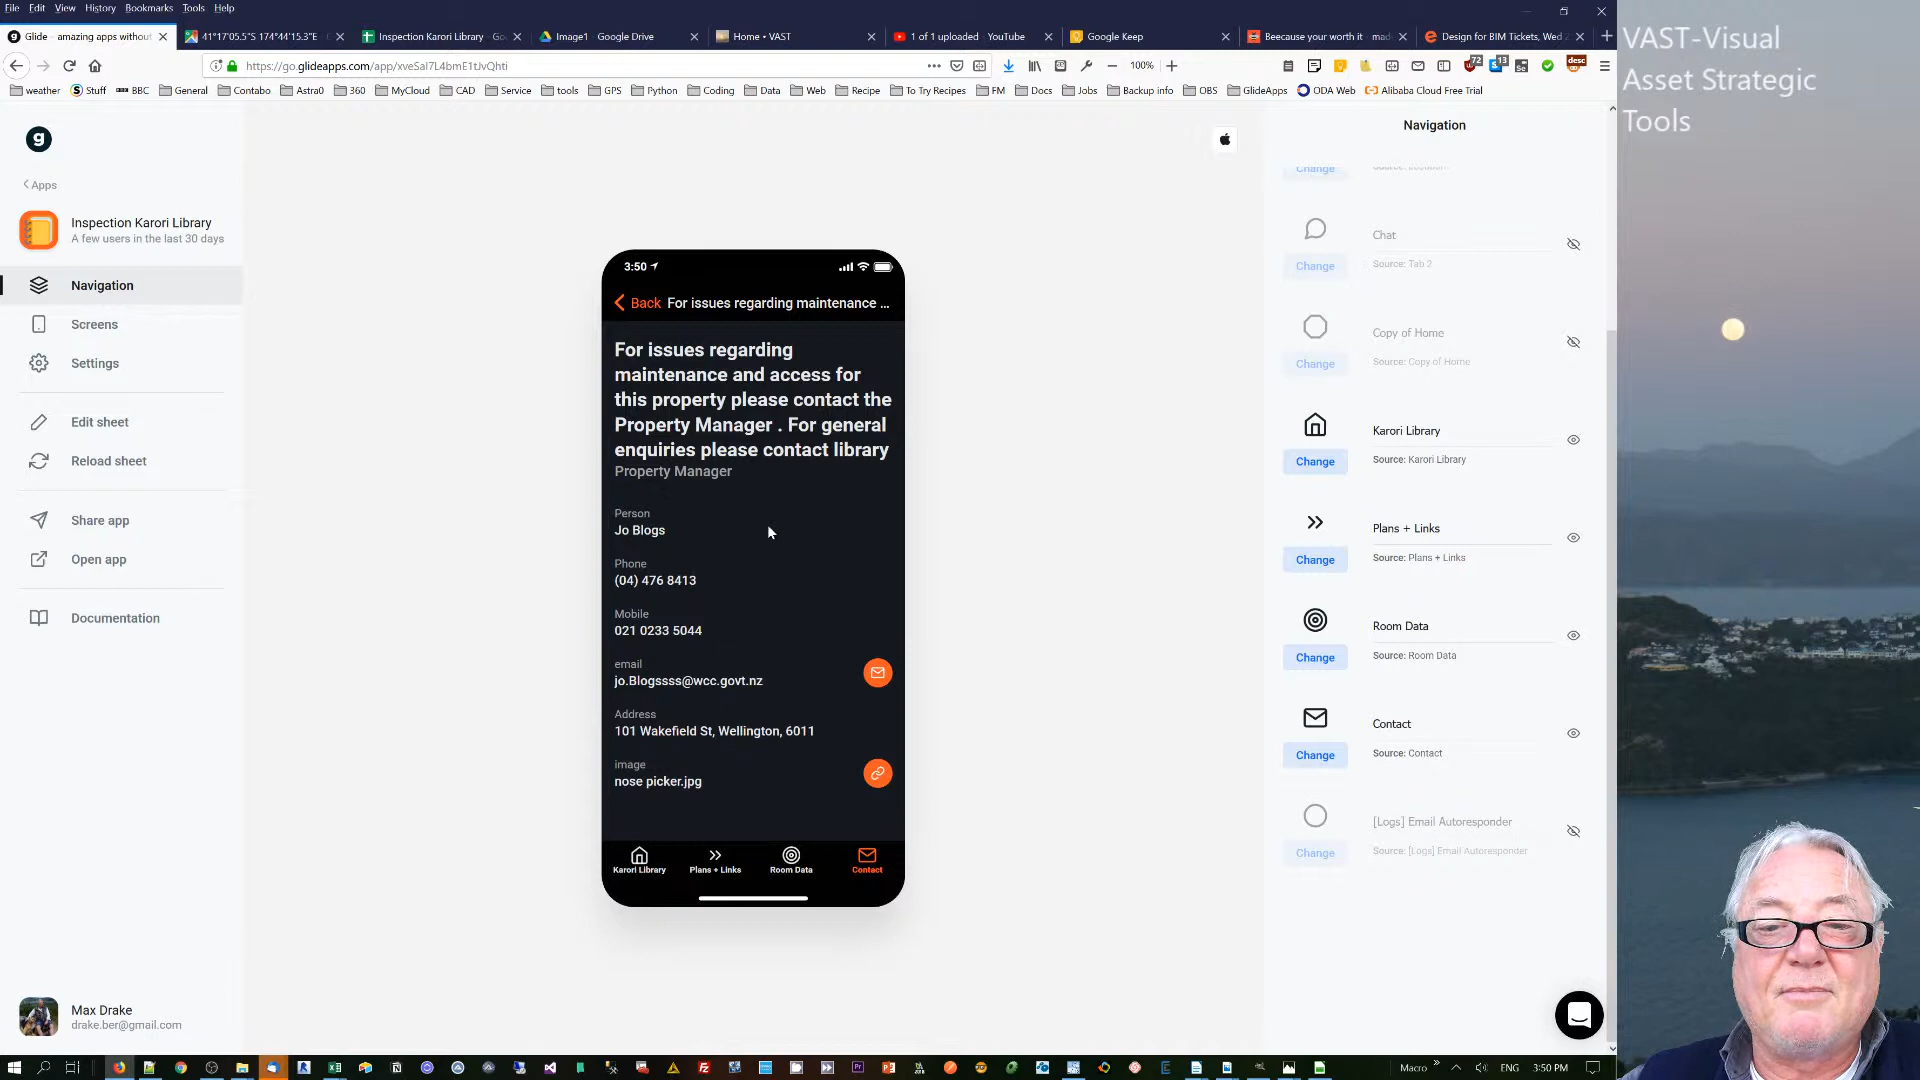 File Edit View History Bookmarks Tools Help
Glide – amazing apps without
41°17'05.5"S 174°44'15.3"E
Inspection Karori Library - Go
Image1 - Google Drive
Home • VAST
1 of 1 uploaded - YouTube
Google Keep
Beecause your worth it - mad
Design for BIM Tickets, Wed
https://go.glideapps.com/app/xveSal7L4bmE1tJvQhti
100%
72
13
desc
weather Stuff BBC General Contabo Astra0 360 MyCloud CAD Service tools GPS Python Coding Data Web Recipe To Try Recipes FM Docs Jobs Backup info OBS GlideApps ODA Web Alibaba Cloud Free Trial
VAST-Visual
Asset Strategic
Tools
g
Apps
Inspection Karori Library
A few users in the last 30 days
Navigation
Screens
Settings
Edit sheet
Reload sheet
Share app
Open app
Documentation
Max Drake
drake.ber@gmail.com
3:50
Back For issues regarding maintenance ...
For issues regarding
maintenance and access for
this property please contact the
Property Manager . For general
enquiries please contact library
Property Manager
Person
Jo Blogs
Phone
(04) 476 8413
Mobile
021 0233 5044
email
jo.Blogssss@wcc.govt.nz
Address
101 Wakefield St, Wellington, 6011
image
nose picker.jpg
Karori Library Plans + Links Room Data Contact
Navigation
Change
Chat
Source: Tab 2
Change
Copy of Home
Source: Copy of Home
Change
Karori Library
Source: Karori Library
Change
Plans + Links
Source: Plans + Links
Change
Room Data
Source: Room Data
Change
Contact
Source: Contact
Change
[Logs] Email Autoresponder
Source: [Logs] Email Autoresponder
Change
Macro
ENG
3:50 PM